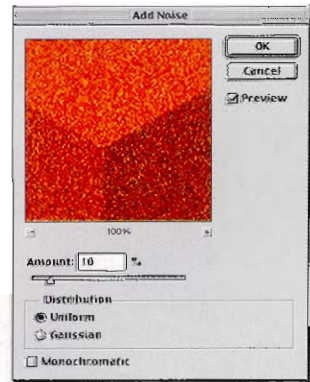 Add Noise
OK
Cancel
Preview
100%
Amount: 10 %
Distribution
Uniform
Gaussian
Monochromatic